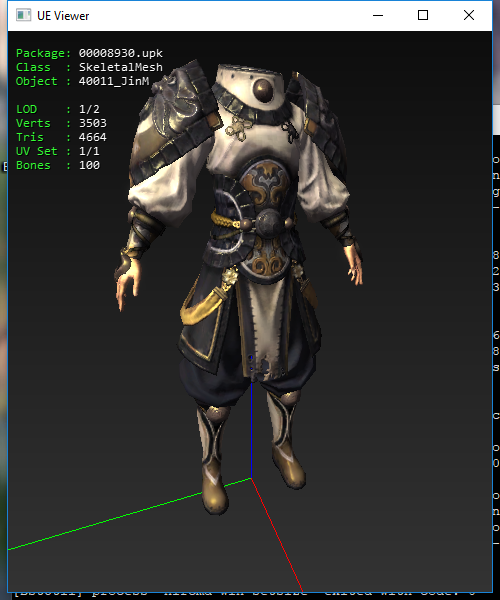 UE Viewer
Package: 00008930.upk
Class : SkeletalMesh
Object : 40011_JinM
LOD : 1/2
Verts : 3503
Tris : 4664
UV Set : 1/1
Bones : 100